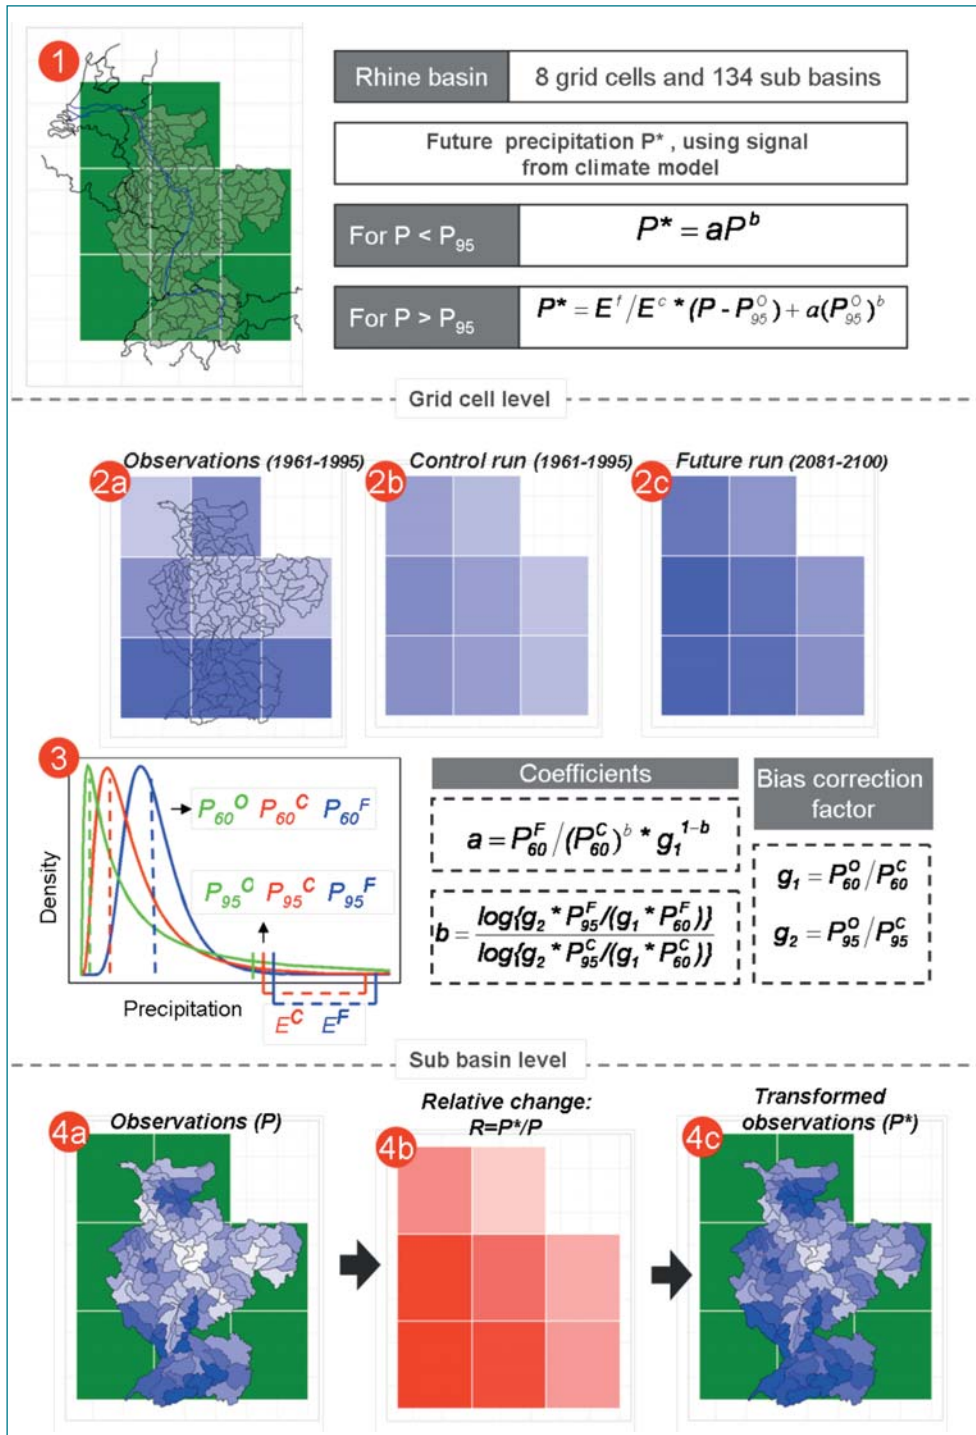 1
Rhine basin
8 grid cells and 134 sub basins
Future precipitation P* , using signal
from climate model
For P < P95
P* = aP^b
For P > P95
P* = E^f/E^c * (P - P^O_95) + a(P^O_95)^b
Grid cell level
2a
Observations (1961-1995)
2b
Control run (1961-1995)
2c
Future run (2081-2100)
3
Density
Precipitation
P60^O P60^C P60^F
P95^O P95^C P95^F
E^C E^F
Coefficients
a = P^F_60/(P^C_60)^b * g1^1-b
b = log{g2 * P^F_95/(g1 * P^F_60)}
log{g2 * P^C_95/(g1 * P^C_60)}
Bias correction
factor
g1 = P^O_60/P^C_60
g2 = P^O_95/P^C_95
Sub basin level
4a
Observations (P)
4b
Relative change:
R=P*/P
4c
Transformed
observations (P*)